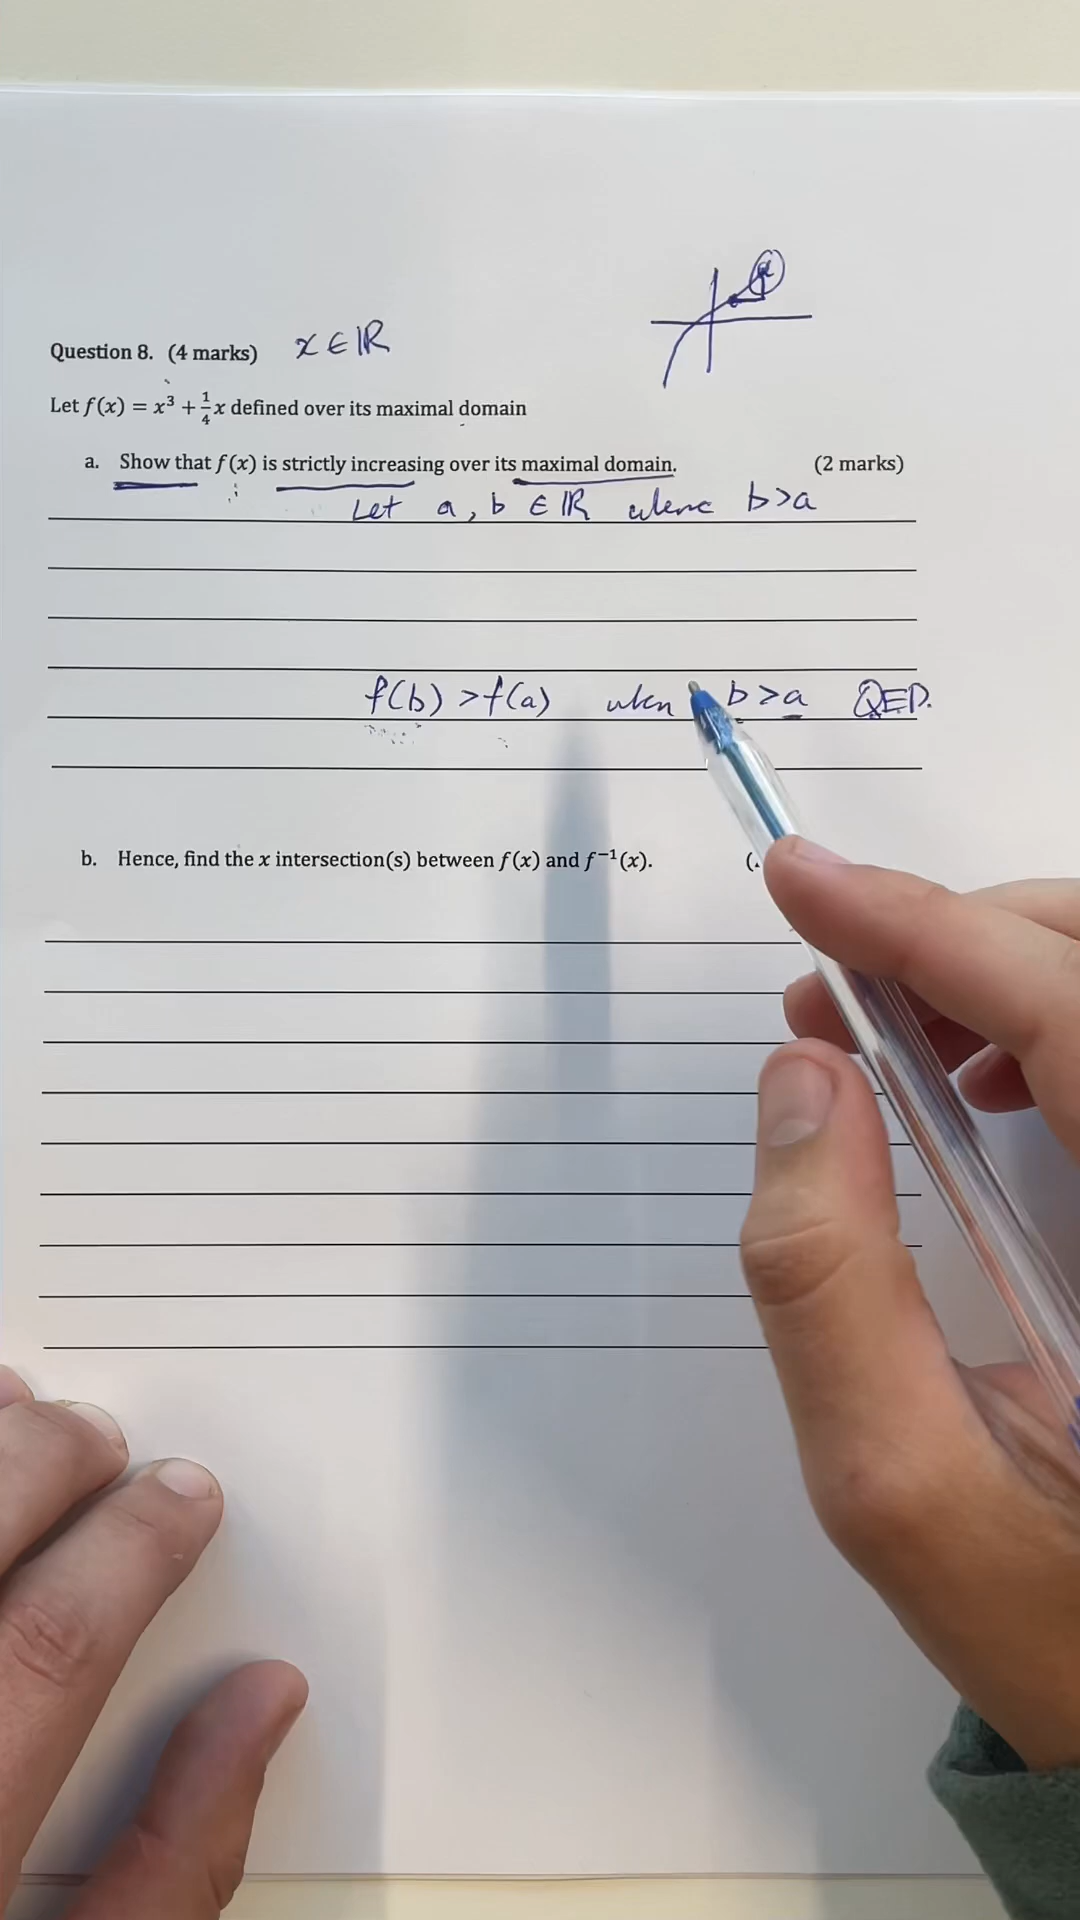 Question 8. (4 marks) x ∈ ℝ
Let f(x) = x³ + 1/4 x defined over its maximal domain
a. Show that f(x) is strictly increasing over its maximal domain. (2 marks)
Let a, b ∈ ℝ where b>a
f(b) > f(a) when b > a QED.
b. Hence, find the x intersection(s) between f(x) and f⁻¹(x). (